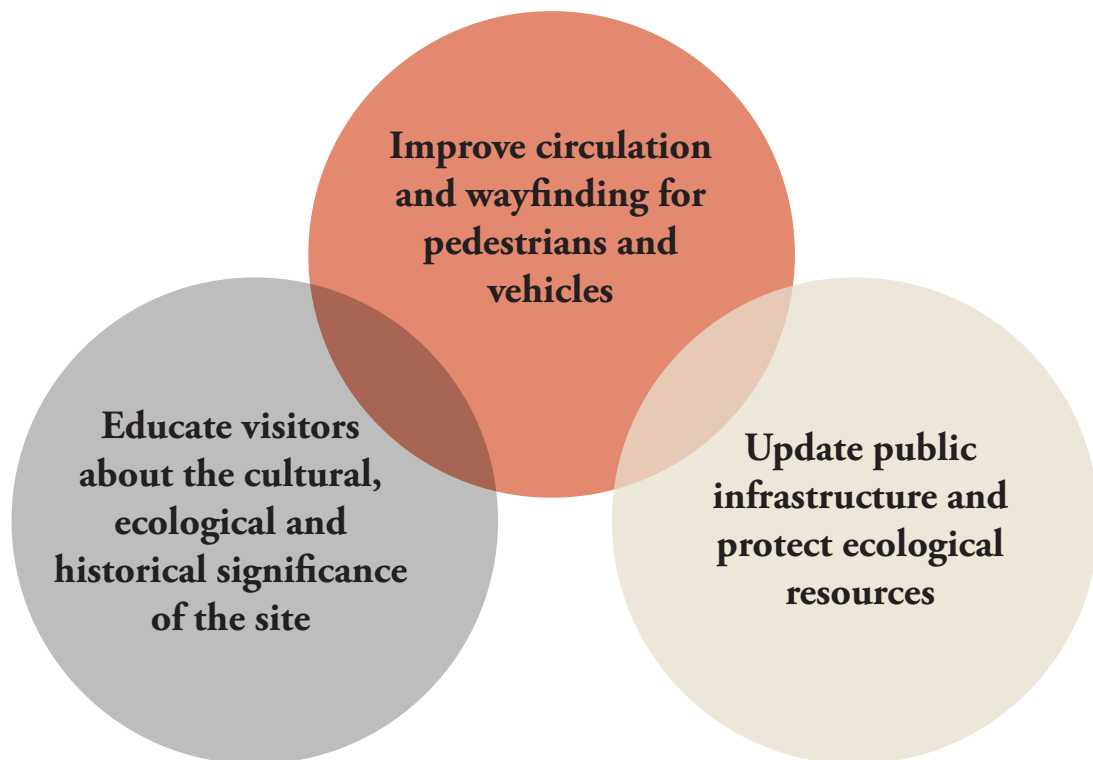 Improve circulation
and wayfinding for
pedestrians and
vehicles
Educate visitors
about the cultural,
ecological and
historical significance
of the site
Update public
infrastructure and
protect ecological
resources